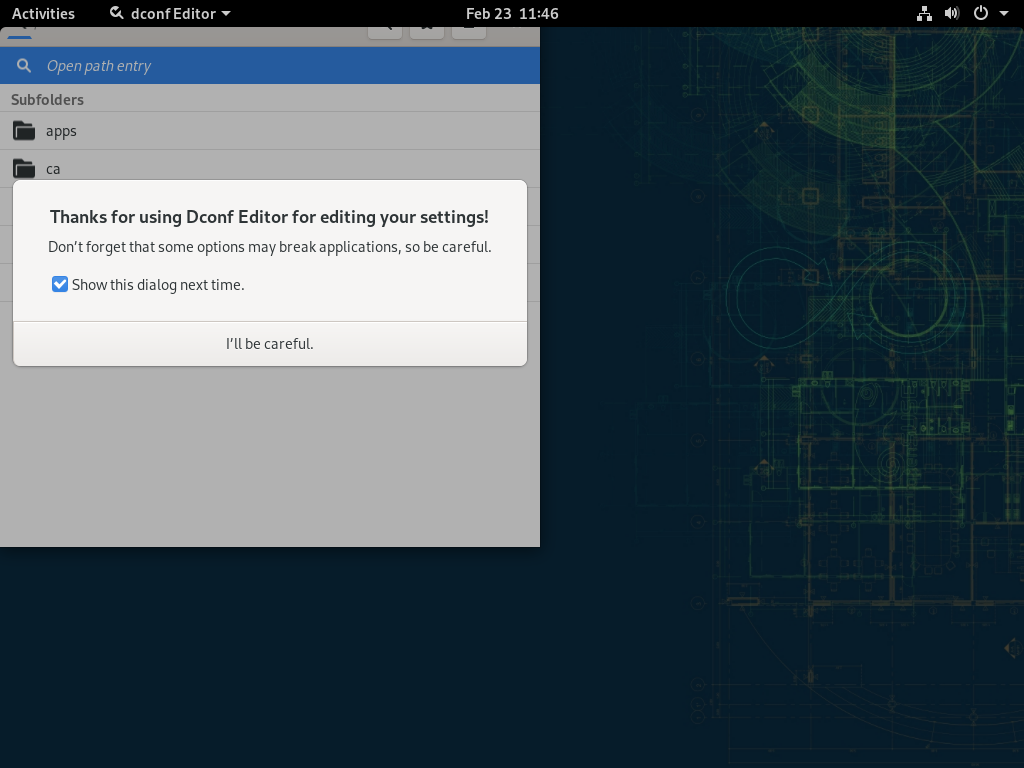 Activities
dconf Editor
Feb 23 11:46
Open path entry
Subfolders
apps
ca
Thanks for using Dconf Editor for editing your settings!
Don’t forget that some options may break applications, so be careful.
Show this dialog next time.
I’ll be careful.